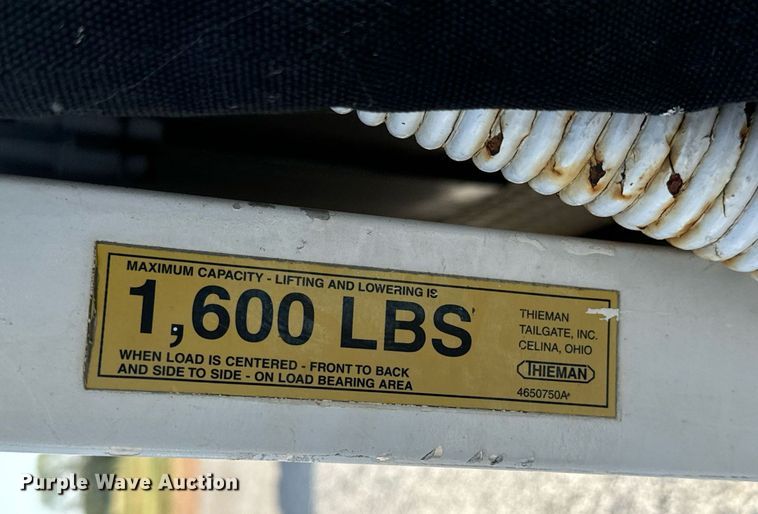 MAXIMUM CAPACITY - LIFTING AND LOWERING IS
1,600 LBS
WHEN LOAD IS CENTERED - FRONT TO BACK
AND SIDE TO SIDE - ON LOAD BEARING AREA
THIEMAN
TAILGATE, INC.
CELINA, OHIO
THIEMAN
4650750A
Purple Wave Auction